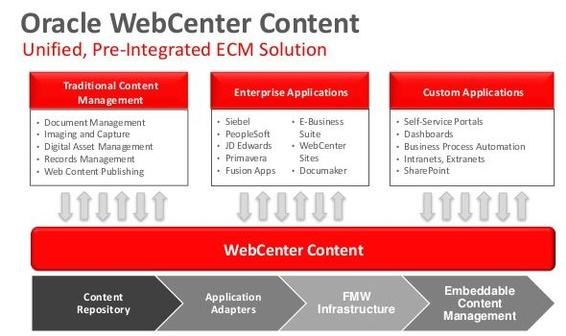 Oracle WebCenter Content
Unified, Pre-Integrated ECM Solution
Traditional Content
Management
• Document Management
• Imaging and Capture
• Digital Asset Management
• Records Management
• Web Content Publishing
Enterprise Applications
• Siebel
• PeopleSoft
• JD Edwards
• Primavera
• Fusion Apps
• E-Business
Suite
• WebCenter
Sites
• Documaker
Custom Applications
• Self-Service Portals
• Dashboards
• Business Process Automation
• Intranets, Extranets
• SharePoint
WebCenter Content
Content
Repository
Application
Adapters
FMW
Infrastructure
Embeddable
Content
Management